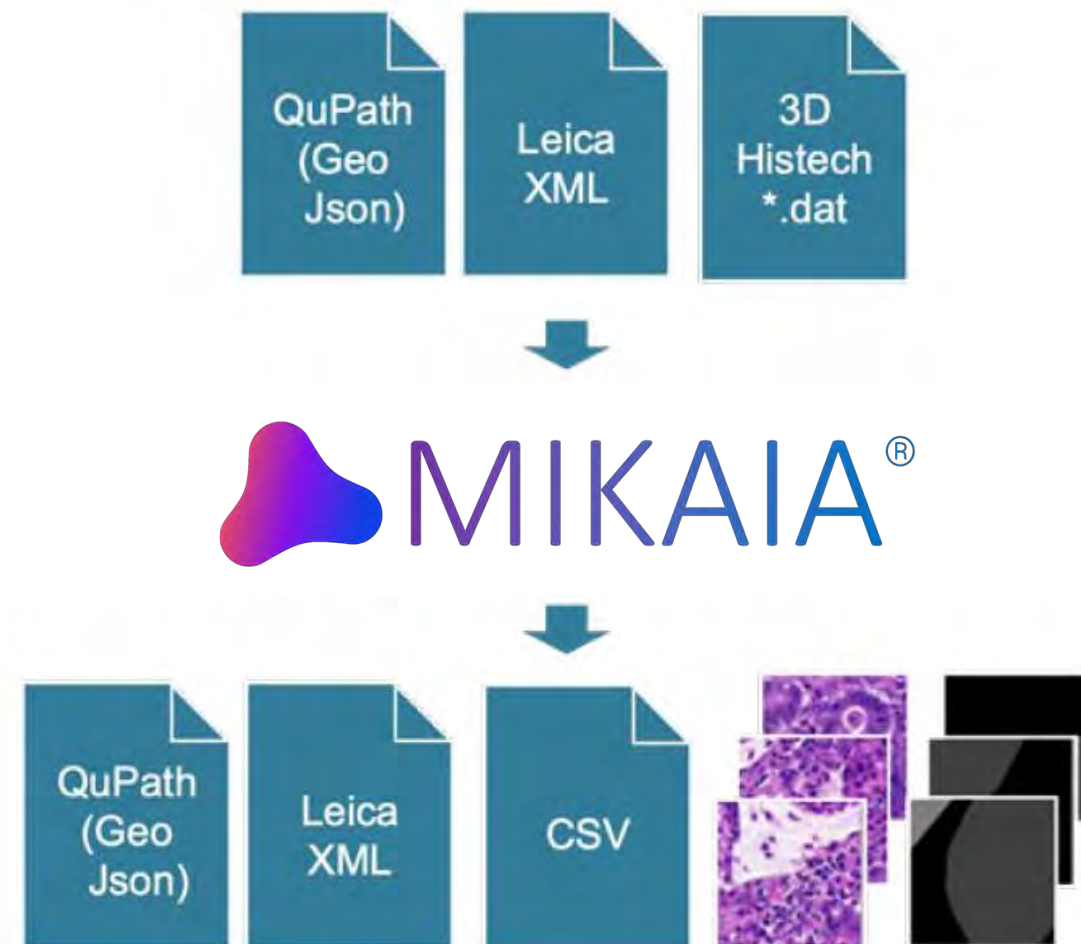 QuPath
(Geo
Json)
Leica
XML
3D
Histech
*.dat
MIKAIA®
QuPath
(Geo
Json)
Leica
XML
CSV